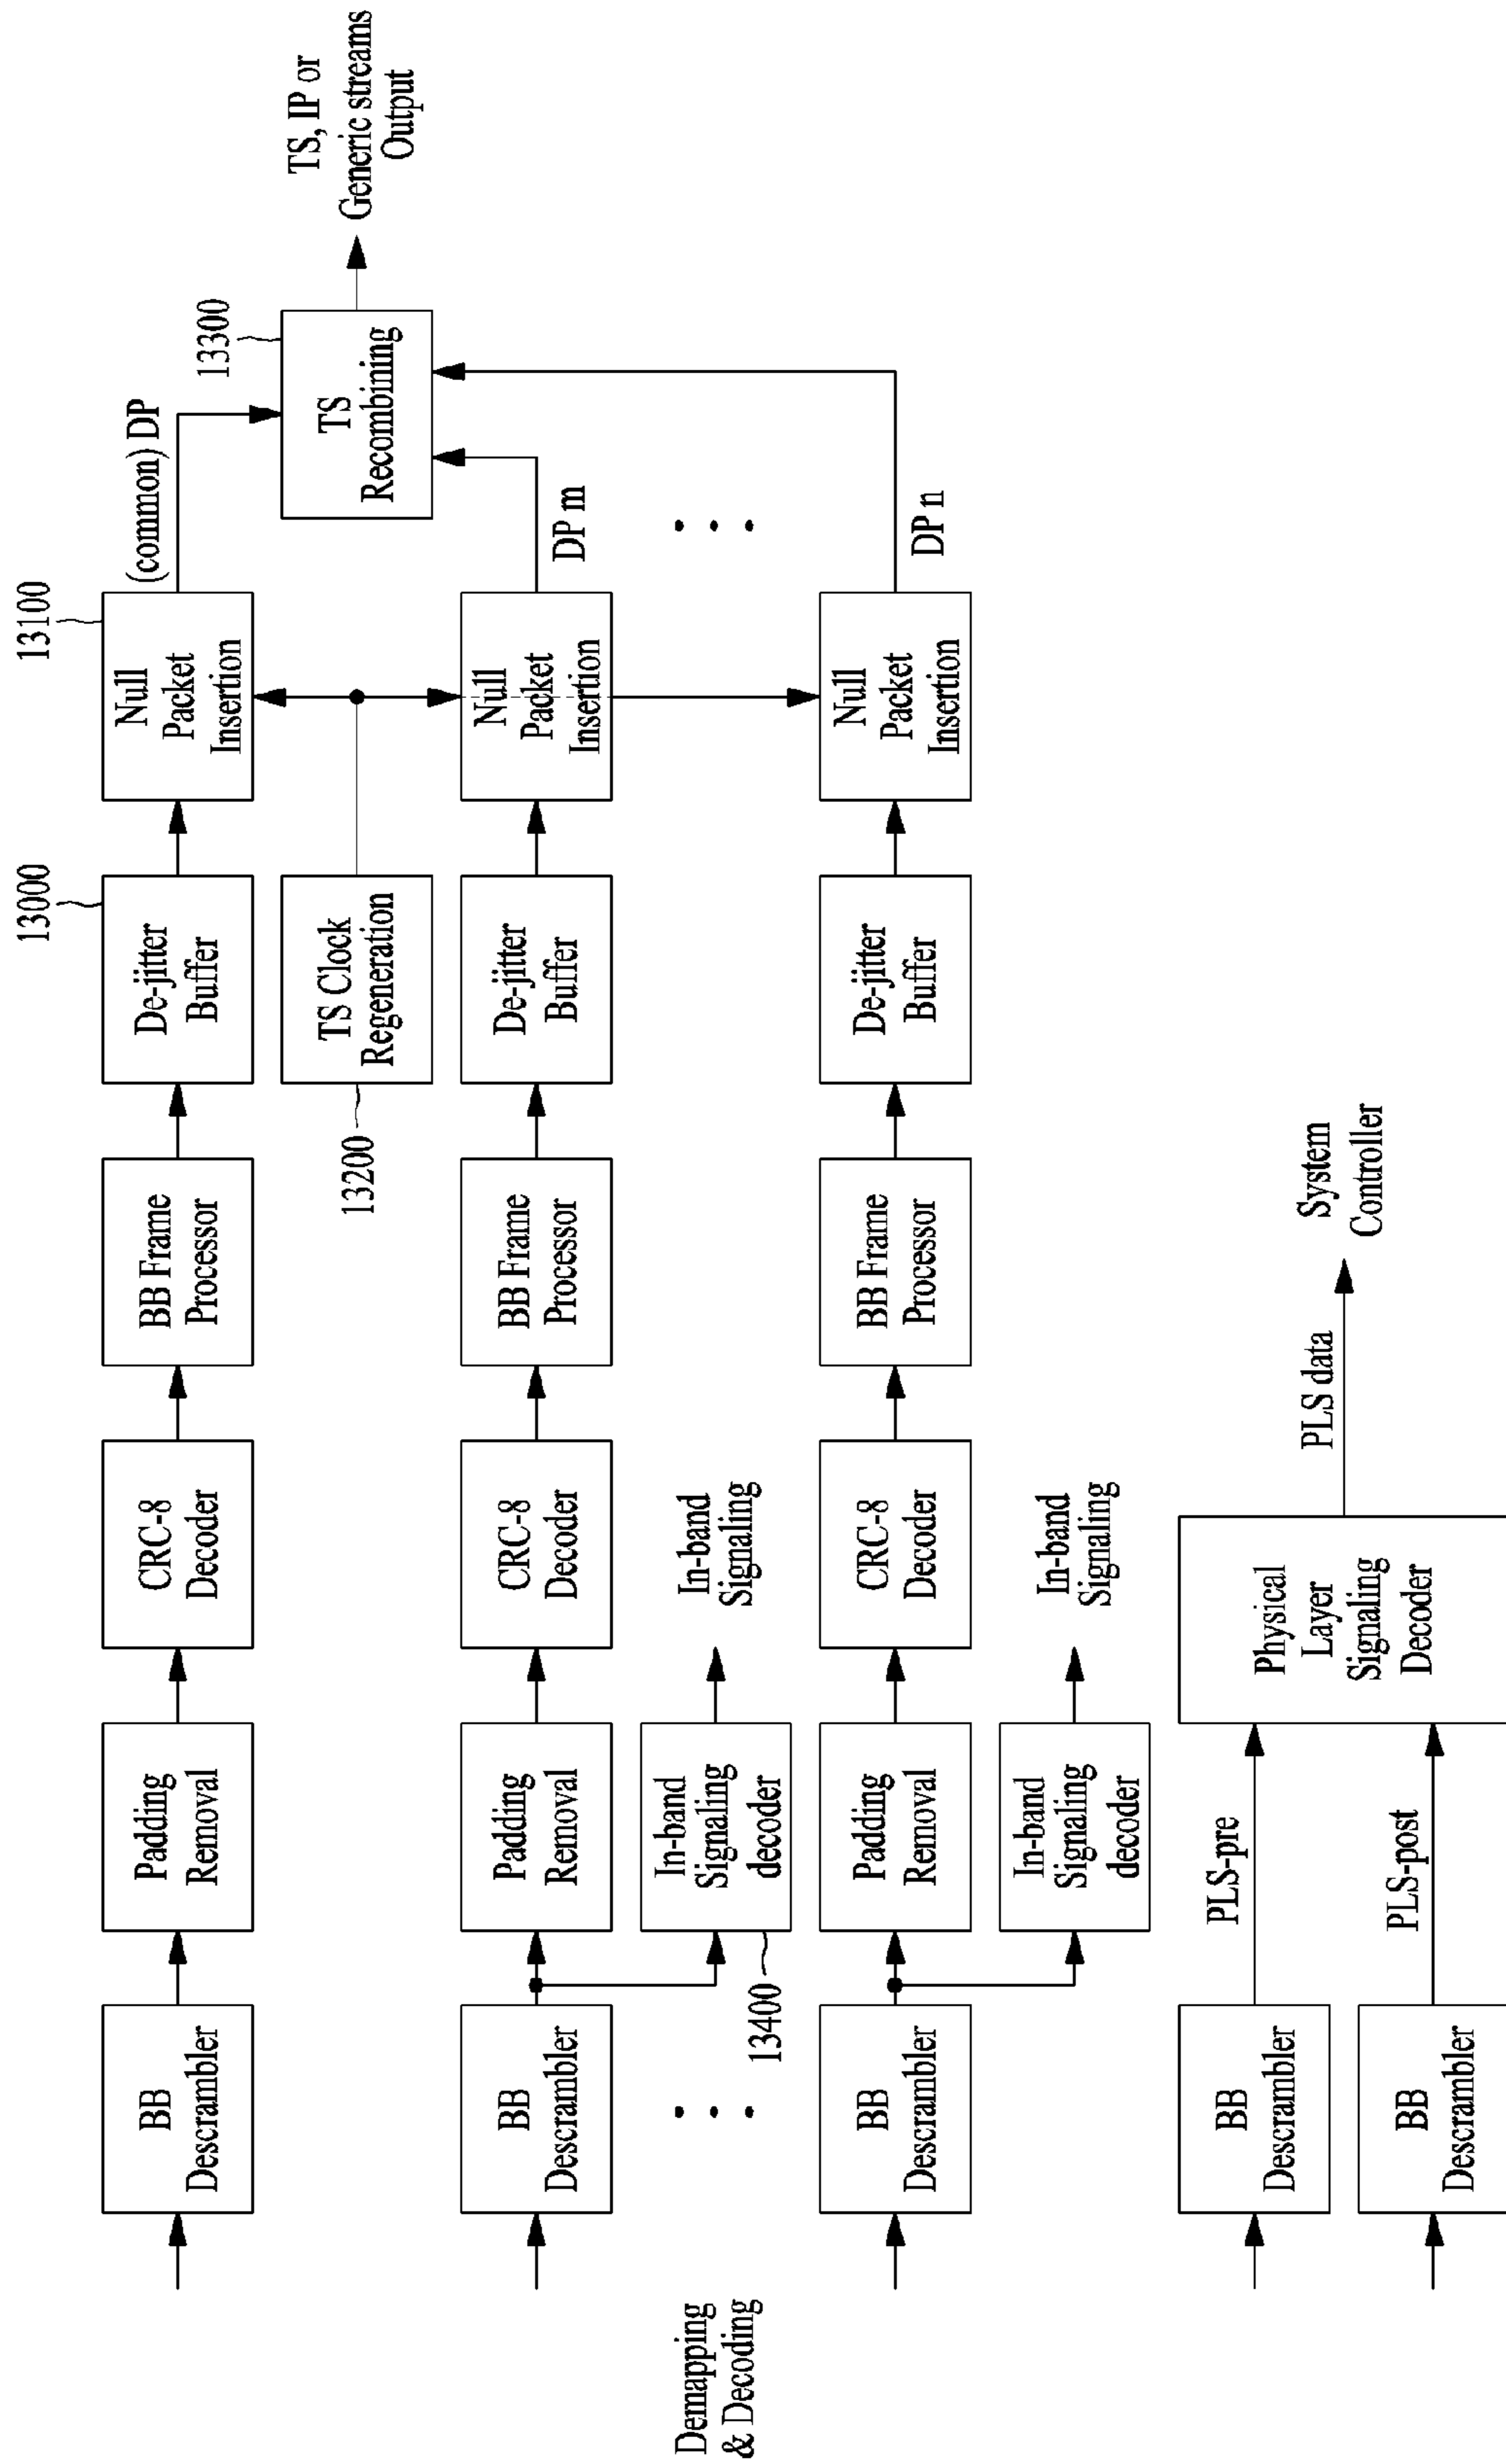 Demapping
& Decoding
BB
Descrambler
Padding
Removal
CRC-8
Decoder
BB Frame
Processor
13000
De-jitter
Buffer
13100
Null
Packet
Insertion
(common) DP
13200
TS Clock
Regeneration
13300
TS
Recombining
TS, IP or
Generic streams
Output
BB
Descrambler
Padding
Removal
CRC-8
Decoder
BB Frame
Processor
De-jitter
Buffer
Null
Packet
Insertion
DP m
13400
In-band
Signaling
decoder
In-band
Signaling
BB
Descrambler
Padding
Removal
CRC-8
Decoder
BB Frame
Processor
De-jitter
Buffer
Null
Packet
Insertion
DP n
In-band
Signaling
decoder
In-band
Signaling
BB
Descrambler
PLS-pre
BB
Descrambler
PLS-post
Physical
Layer
Signaling
Decoder
PLS data
System
Controller